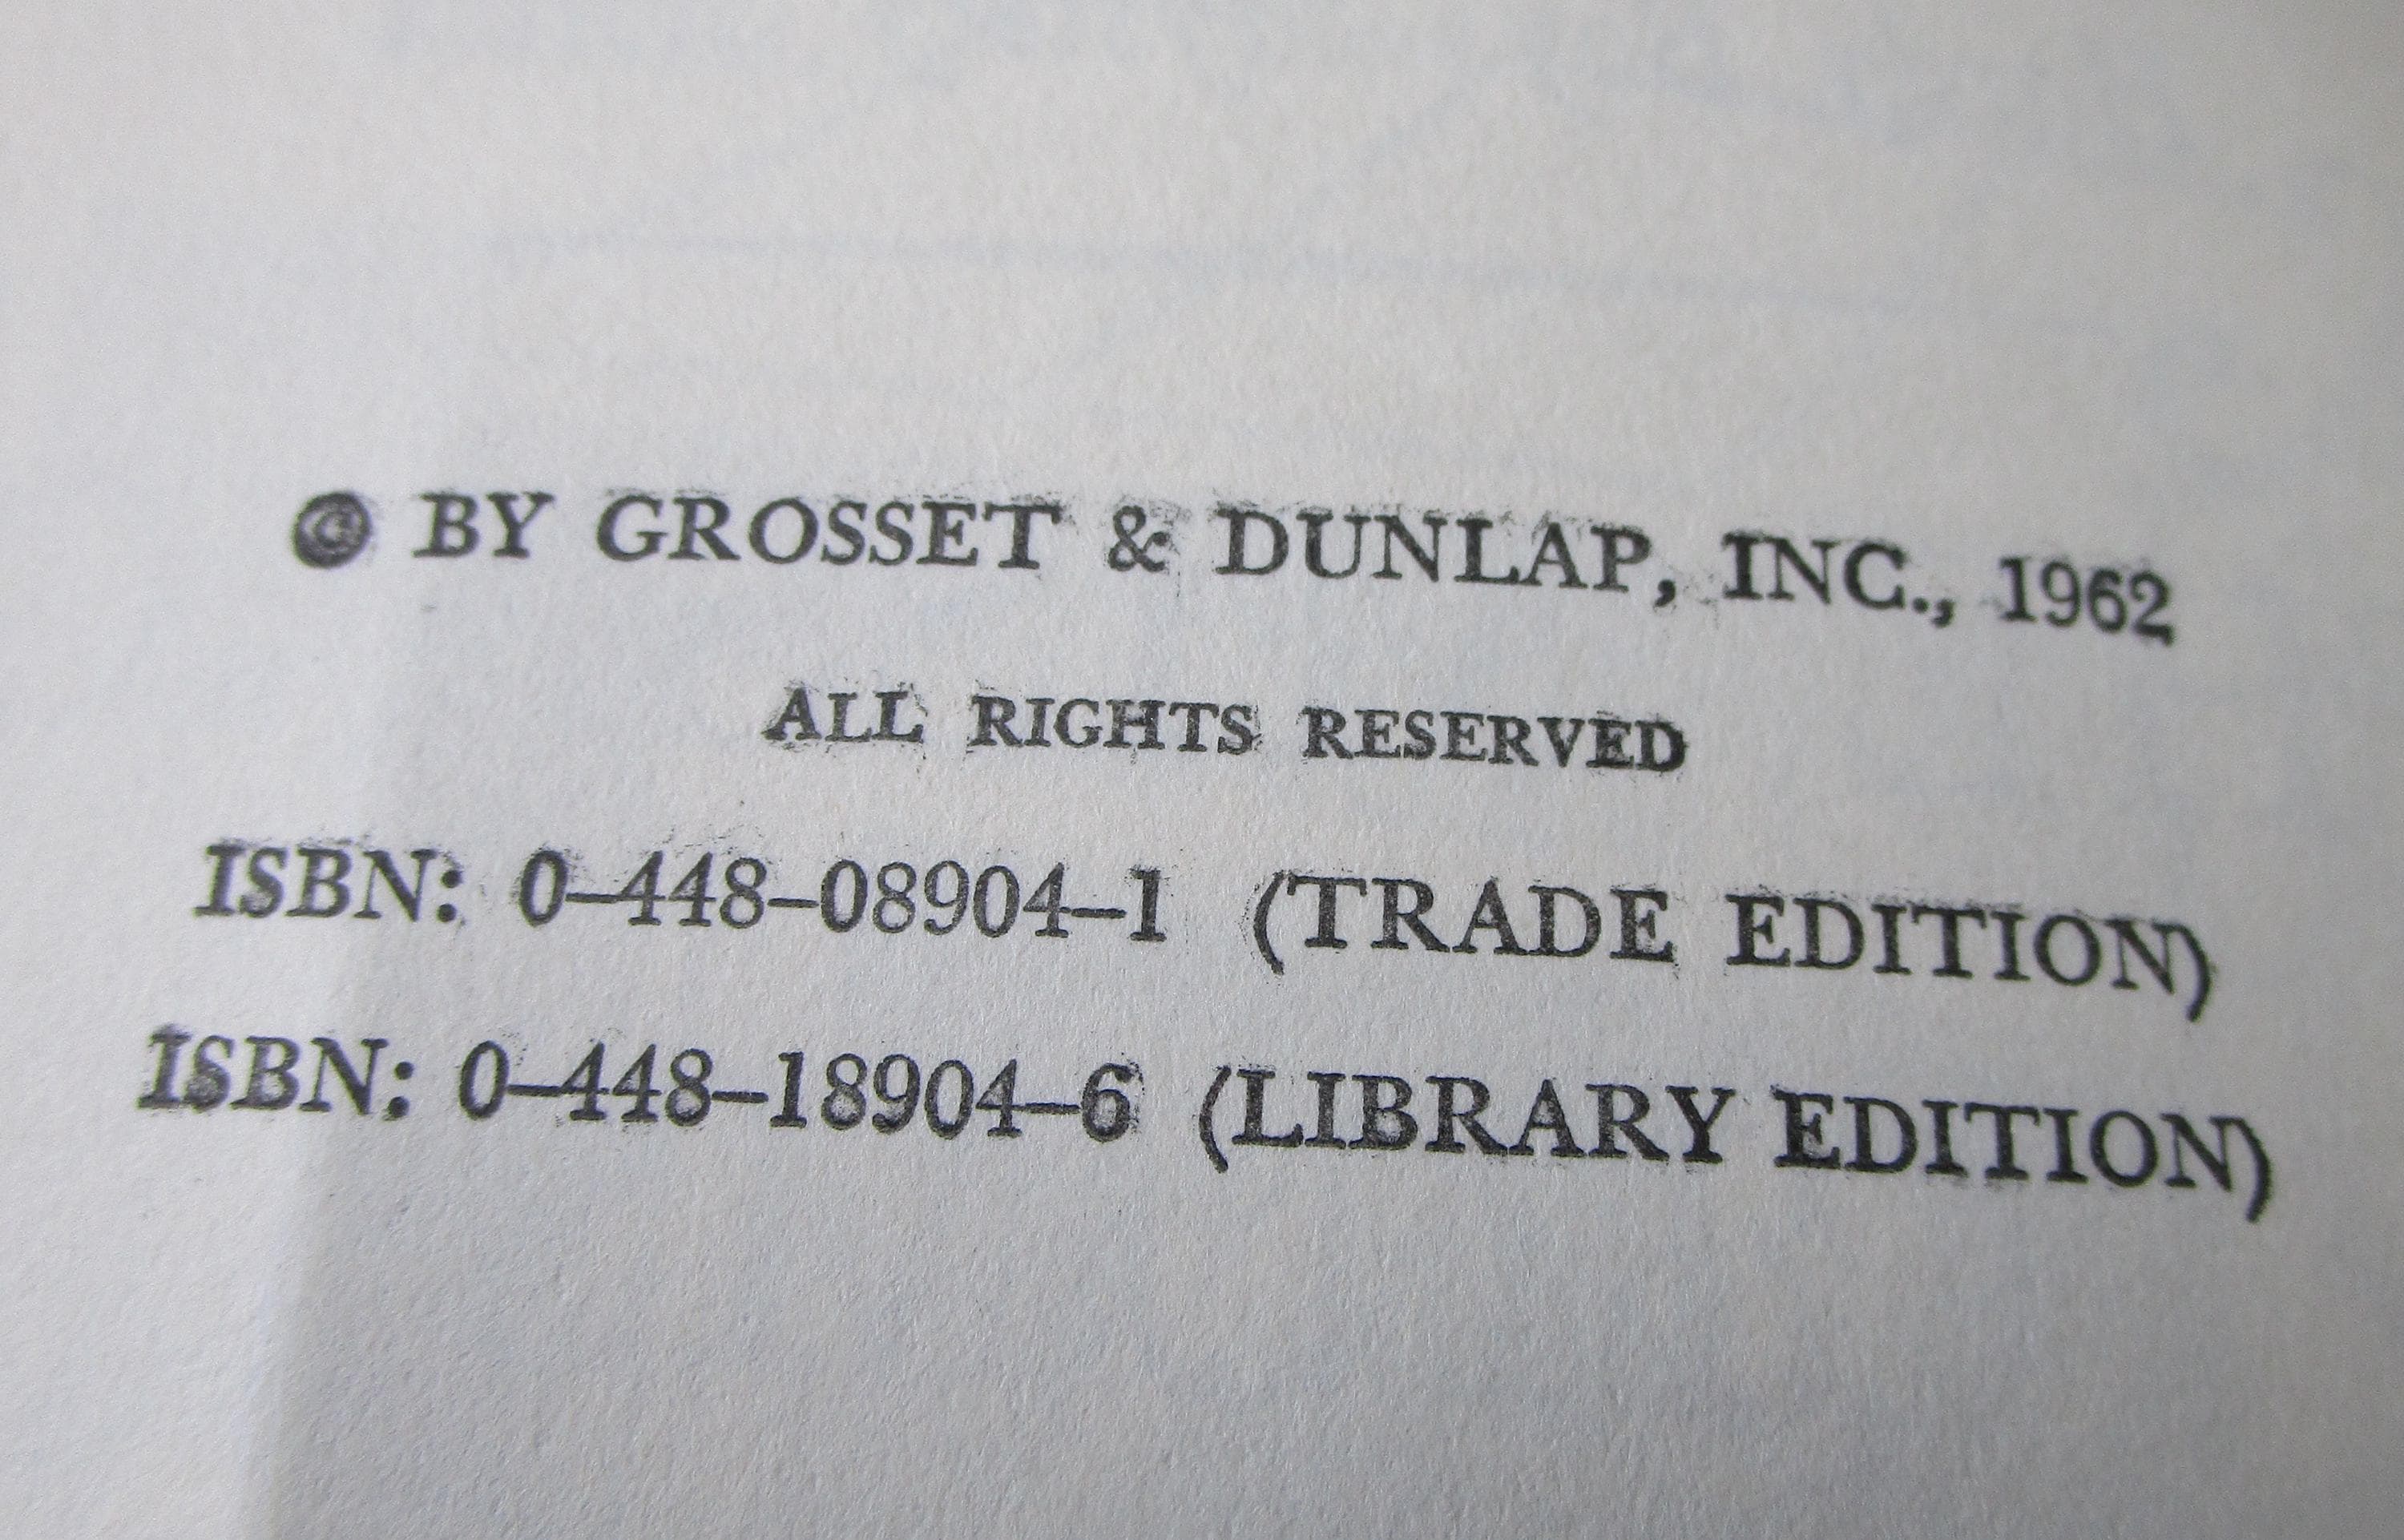 © BY GROSSET & DUNLAP, INC., 1962
ALL RIGHTS RESERVED
ISBN: 0–448–08904–1 (TRADE EDITION)
ISBN: 0–448–18904–6 (LIBRARY EDITION)